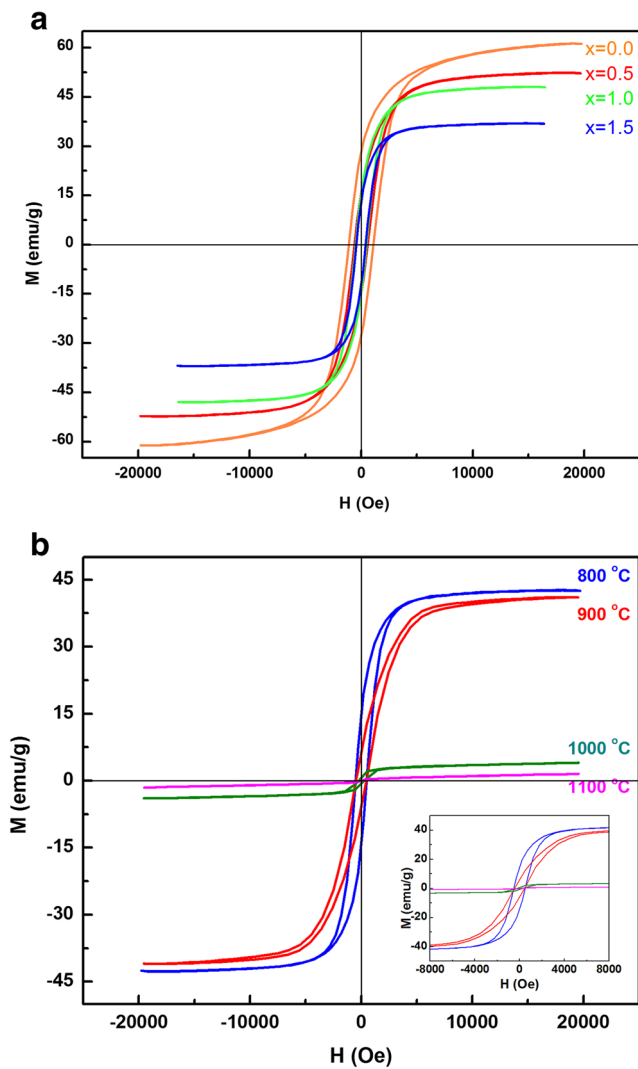 a
60
45
30
15
0
-15
-30
-45
-60
M (emu/g)
x=0.0
x=0.5
x=1.0
x=1.5
-20000 -10000 0 10000 20000
H (Oe)
b
45
30
15
0
-15
-30
-45
M (emu/g)
800 °C
900 °C
1000 °C
1100 °C
40
20
0
-20
-40
M (emu/g)
-8000 -4000 0 4000 8000
H (Oe)
-20000 -10000 0 10000 20000
H (Oe)